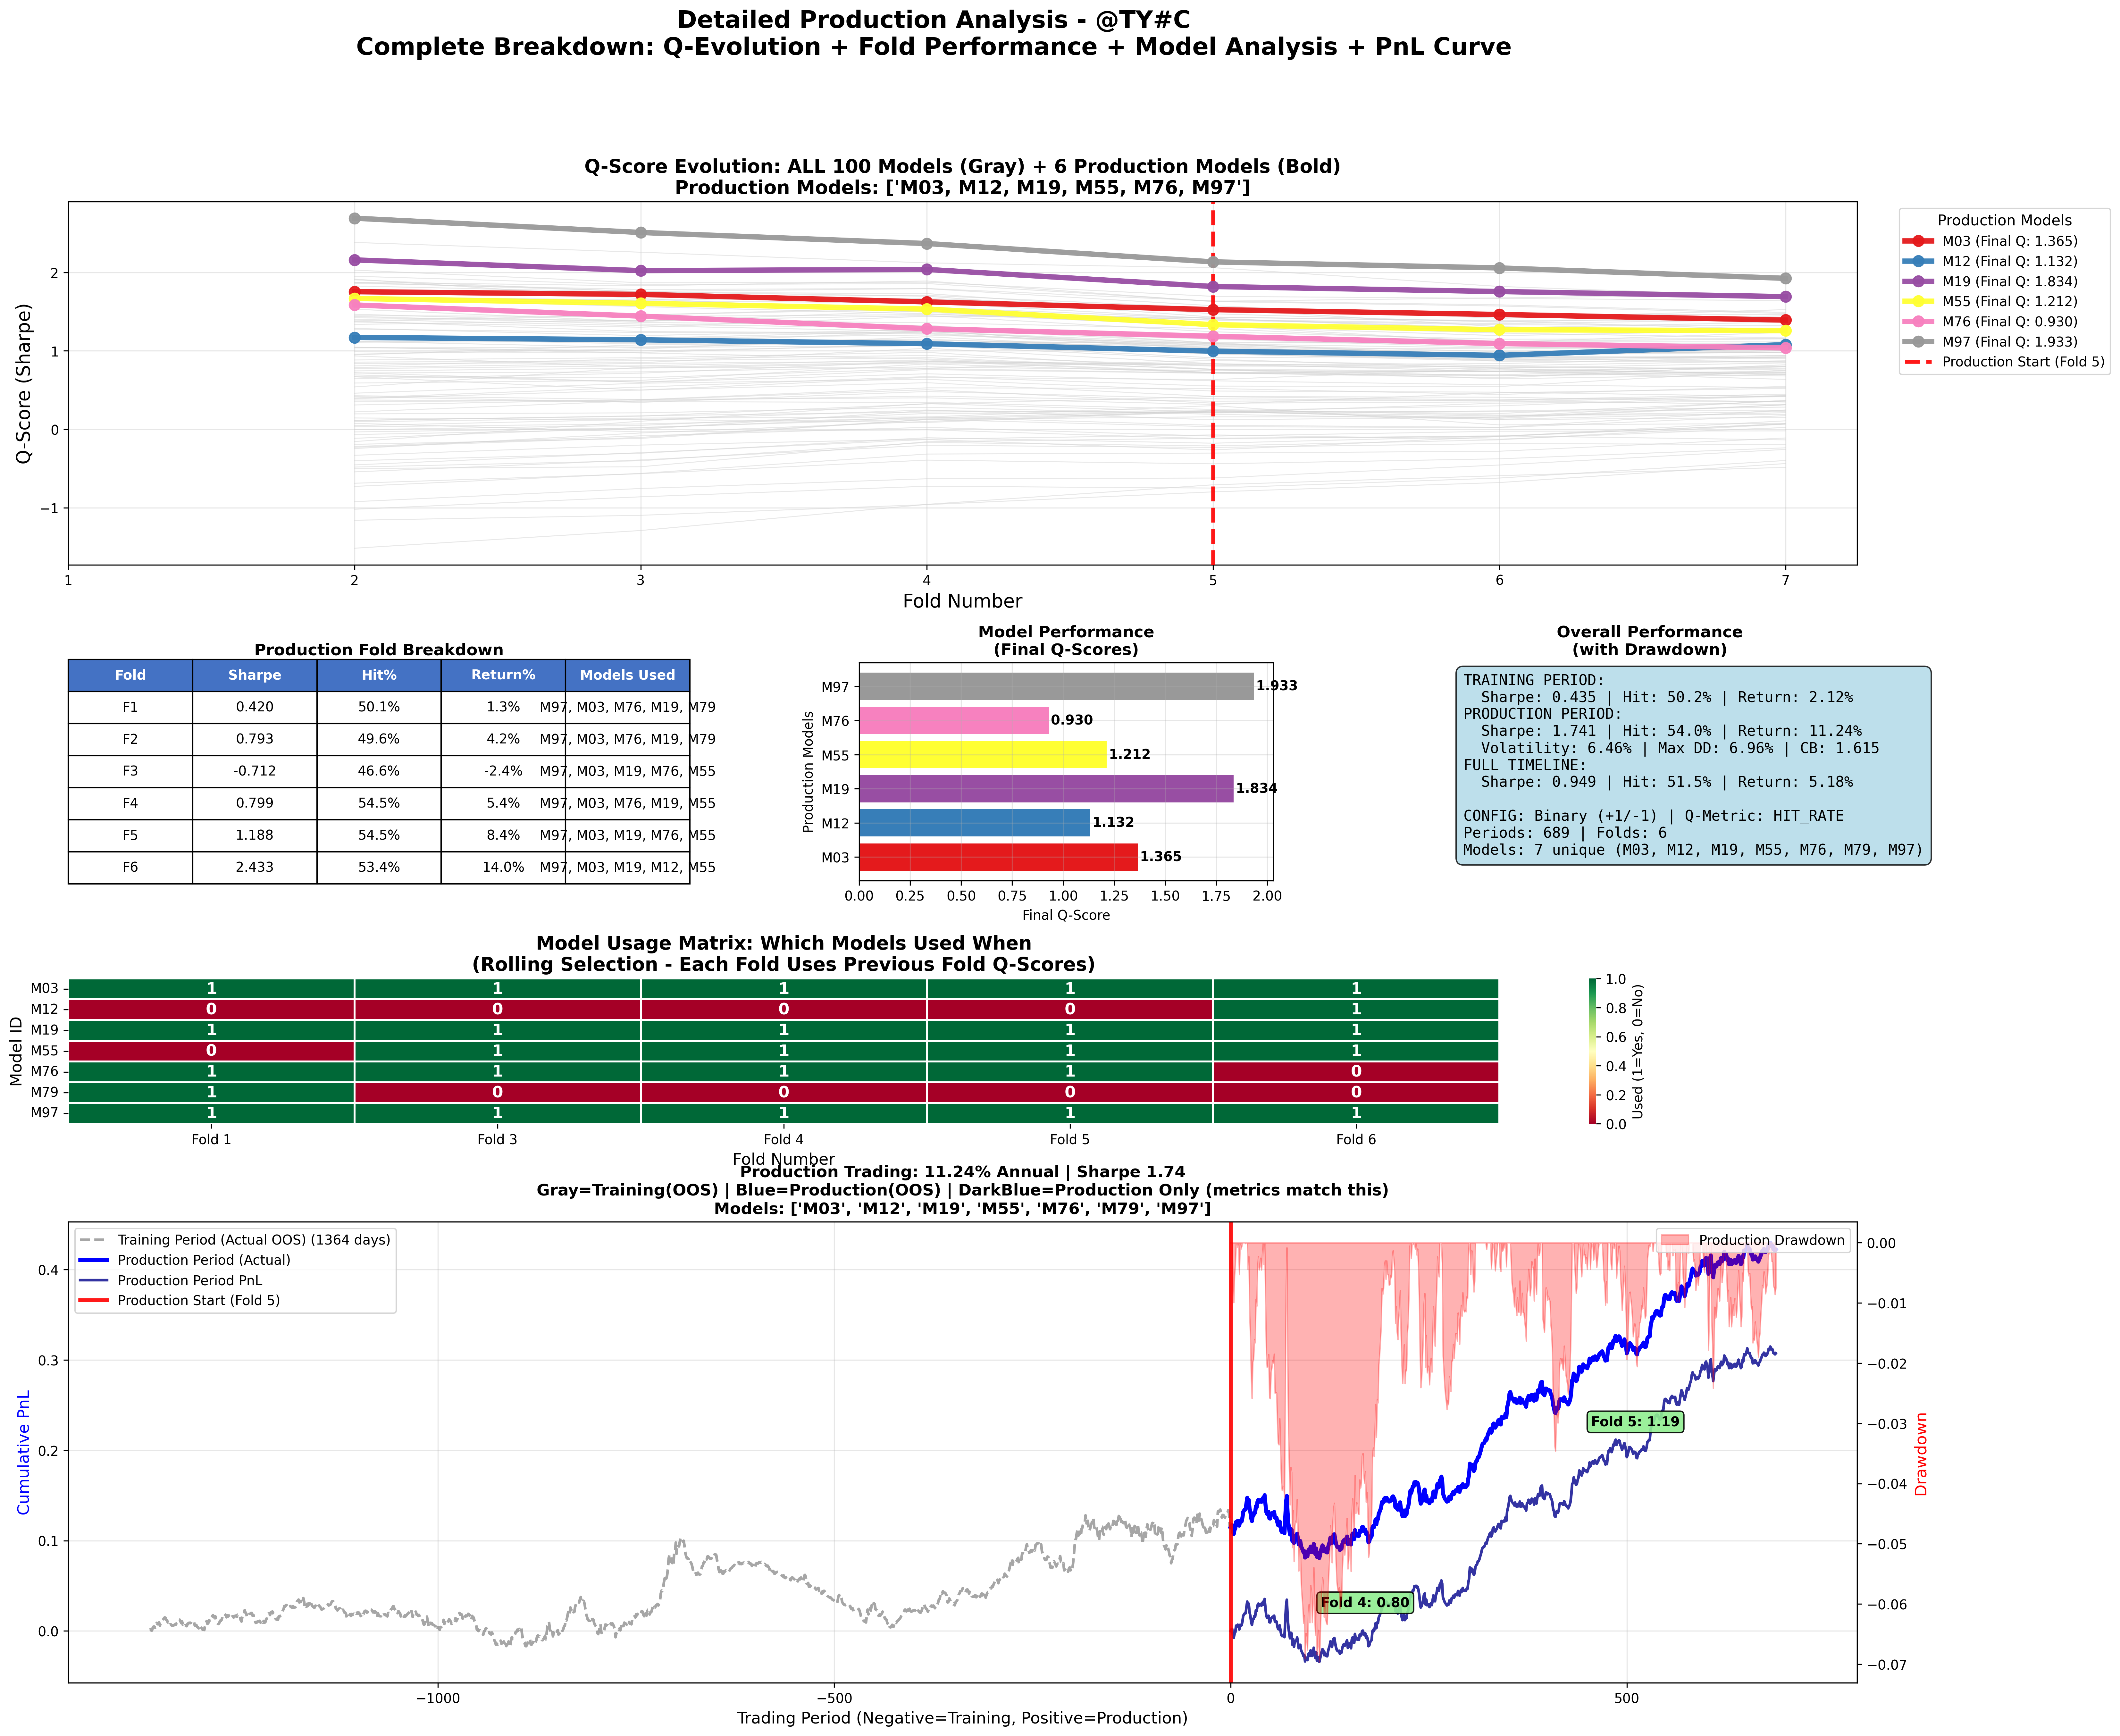 Detailed Production Analysis - @TY#C
Complete Breakdown: Q-Evolution + Fold Performance + Model Analysis + PnL Curve
Q-Score Evolution: ALL 100 Models (Gray) + 6 Production Models (Bold)
Production Models: ['M03, M12, M19, M55, M76, M97']
Q-Score (Sharpe)
2
1
0
−1
1
2
3
4
5
6
7
Fold Number
Production Models
M03 (Final Q: 1.365)
M12 (Final Q: 1.132)
M19 (Final Q: 1.834)
M55 (Final Q: 1.212)
M76 (Final Q: 0.930)
M97 (Final Q: 1.933)
Production Start (Fold 5)
Production Fold Breakdown
Fold Sharpe Hit% Return% Models Used
F1 0.420 50.1% 1.3% M97, M03, M76, M19, M79
F2 0.793 49.6% 4.2% M97, M03, M76, M19, M79
F3 -0.712 46.6% -2.4% M97, M03, M19, M76, M55
F4 0.799 54.5% 5.4% M97, M03, M76, M19, M55
F5 1.188 54.5% 8.4% M97, M03, M19, M76, M55
F6 2.433 53.4% 14.0% M97, M03, M19, M12, M55
Model Performance
(Final Q-Scores)
Production Models
M97 1.933
M76 0.930
M55 1.212
M19 1.834
M12 1.132
M03 1.365
0.00 0.25 0.50 0.75 1.00 1.25 1.50 1.75 2.00
Final Q-Score
Overall Performance
(with Drawdown)
TRAINING PERIOD:
Sharpe: 0.435 | Hit: 50.2% | Return: 2.12%
PRODUCTION PERIOD:
Sharpe: 1.741 | Hit: 54.0% | Return: 11.24%
Volatility: 6.46% | Max DD: 6.96% | CB: 1.615
FULL TIMELINE:
Sharpe: 0.949 | Hit: 51.5% | Return: 5.18%
CONFIG: Binary (+1/-1) | Q-Metric: HIT_RATE
Periods: 689 | Folds: 6
Models: 7 unique (M03, M12, M19, M55, M76, M79, M97)
Model Usage Matrix: Which Models Used When
(Rolling Selection - Each Fold Uses Previous Fold Q-Scores)
Model ID
M03 1 1 1 1 1
M12 0 0 0 0 1
M19 1 1 1 1 1
M55 0 1 1 1 1
M76 1 1 1 1 0
M79 1 0 0 0 0
M97 1 1 1 1 1
Fold 1 Fold 3 Fold 4 Fold 5 Fold 6
Fold Number
1.0
0.8
0.6
0.4
0.2
0.0
Used (1=Yes, 0=No)
Production Trading: 11.24% Annual | Sharpe 1.74
Gray=Training(OOS) | Blue=Production(OOS) | DarkBlue=Production Only (metrics match this)
Models: ['M03', 'M12', 'M19', 'M55', 'M76', 'M79', 'M97']
Training Period (Actual OOS) (1364 days)
Production Period (Actual)
Production Period PnL
Production Start (Fold 5)
Production Drawdown
Cumulative PnL
0.4
0.3
0.2
0.1
0.0
Fold 5: 1.19
Fold 4: 0.80
0.00
−0.01
−0.02
−0.03
−0.04
−0.05
−0.06
−0.07
Drawdown
−1000 −500 0 500
Trading Period (Negative=Training, Positive=Production)